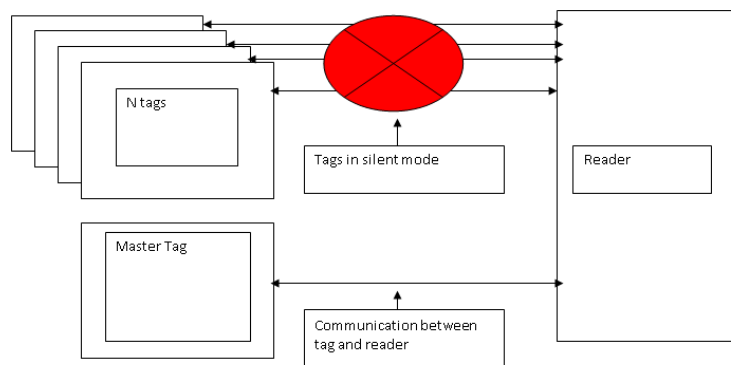 N tags
Tags in silent mode
Reader
Master Tag
Communication between
tag and reader